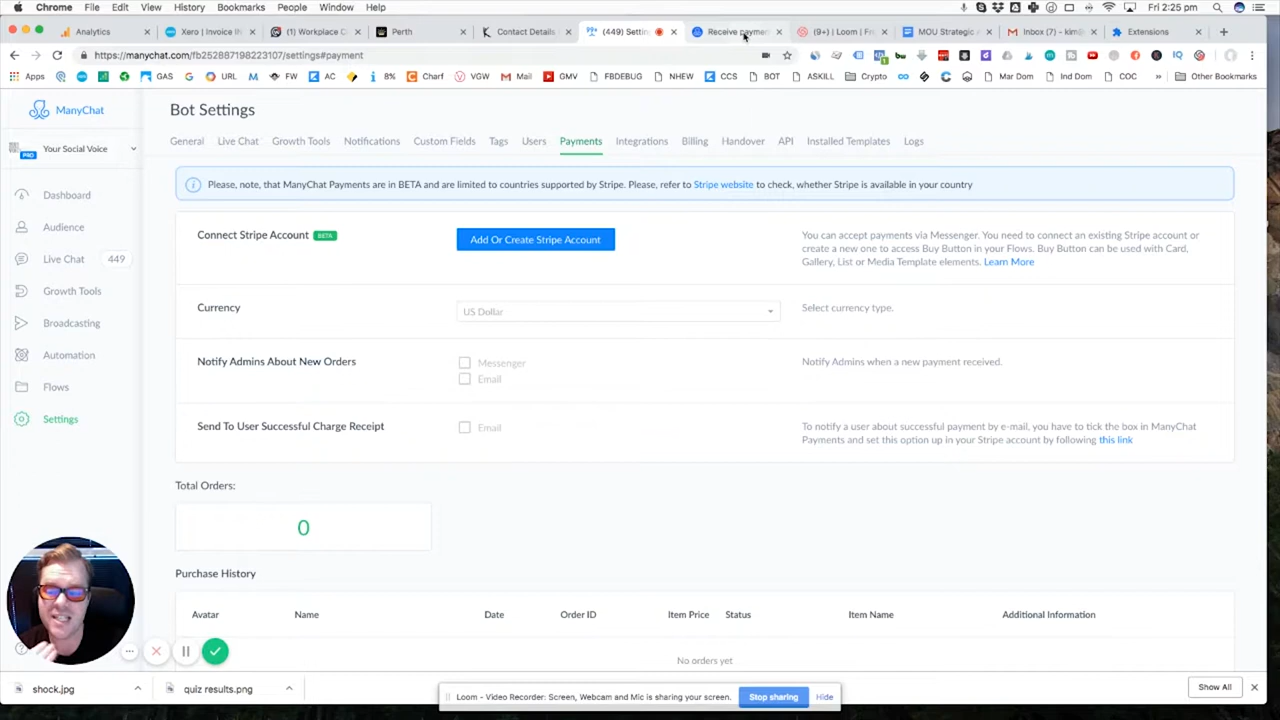 Chrome File Edit View History Bookmarks People Window Help Fri 2:25 pm
Analytics Xero | Invoice | (1) Workplace C Perth Contact Details (449) Setti Receive paymen (9+) | Loom | Fr MOU Strategic Inbox (7) - kim@ Extensions
https://manychat.com/fb252887198223107/settings#payment
Apps GAS G URL MA FW AC 8% Charf VGW Mail GMV FBDEBUG NHEW CCS BOT ASKILL Crypto Mar Dom Ind Dom COC » Other Bookmarks
ManyChat
Your Social Voice
PRO
Dashboard
Audience
Live Chat 449
Growth Tools
Broadcasting
Automation
Flows
Settings
Bot Settings
General Live Chat Growth Tools Notifications Custom Fields Tags Users Payments Integrations Billing Handover API Installed Templates Logs
Please, note, that ManyChat Payments are in BETA and are limited to countries supported by Stripe. Please, refer to Stripe website to check, whether Stripe is available in your country
Connect Stripe Account BETA
Add Or Create Stripe Account
You can accept payments via Messenger. You need to connect an existing Stripe account or
create a new one to access Buy Button in your Flows. Buy Button can be used with Card,
Gallery, List or Media Template elements. Learn More
Currency
US Dollar
Select currency type.
Notify Admins About New Orders
Messenger
Email
Notify Admins when a new payment received.
Send To User Successful Charge Receipt
Email
To notify a user about successful payment by e-mail, you have to tick the box in ManyChat
Payments and set this option up in your Stripe account by following this link
Total Orders:
0
Purchase History
Avatar Name Date Order ID Item Price Status Item Name Additional Information
No orders yet
shock.jpg
quiz results.png
Loom - Video Recorder: Screen, Webcam and Mic is sharing your screen. Stop sharing Hide
Show All